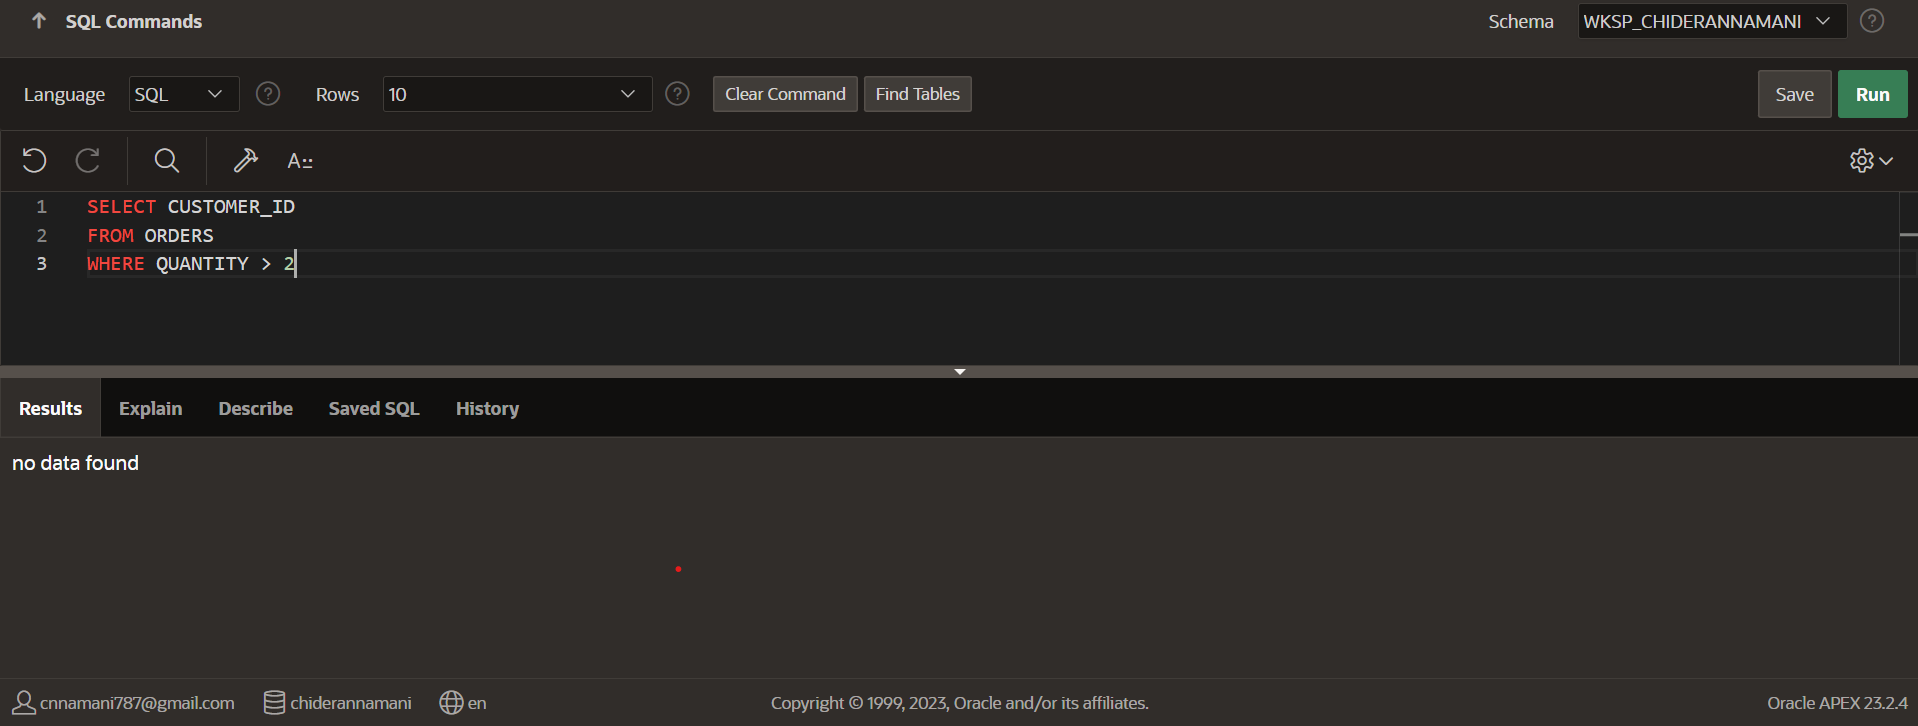 SQL Commands
Schema WKSP_CHIDERANNAMANI ?
Language SQL ? Rows 10 ? Clear Command Find Tables Save Run
A::
1 SELECT CUSTOMER_ID
2 FROM ORDERS
3 WHERE QUANTITY > 2
Results Explain Describe Saved SQL History
no data found
cnnamani787@gmail.com chiderannamani en Copyright © 1999, 2023, Oracle and/or its affiliates. Oracle APEX 23.2.4